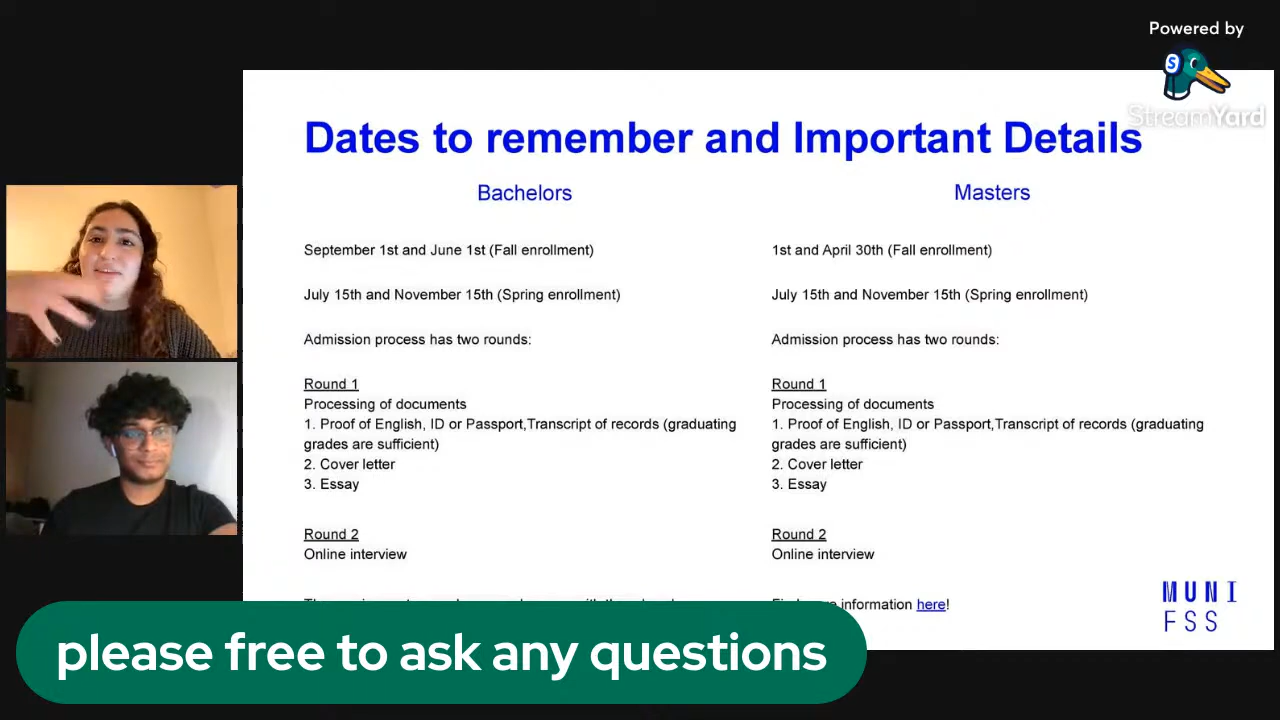 Powered by
StreamYard
Dates to remember and Important Details
Bachelors
September 1st and June 1st (Fall enrollment)
July 15th and November 15th (Spring enrollment)
Admission process has two rounds:
Round 1
Processing of documents
1. Proof of English, ID or Passport,Transcript of records (graduating
grades are sufficient)
2. Cover letter
3. Essay
Round 2
Online interview
Masters
1st and April 30th (Fall enrollment)
July 15th and November 15th (Spring enrollment)
Admission process has two rounds:
Round 1
Processing of documents
1. Proof of English, ID or Passport,Transcript of records (graduating
grades are sufficient)
2. Cover letter
3. Essay
Round 2
Online interview
information here!
MUNI
FSS
please free to ask any questions